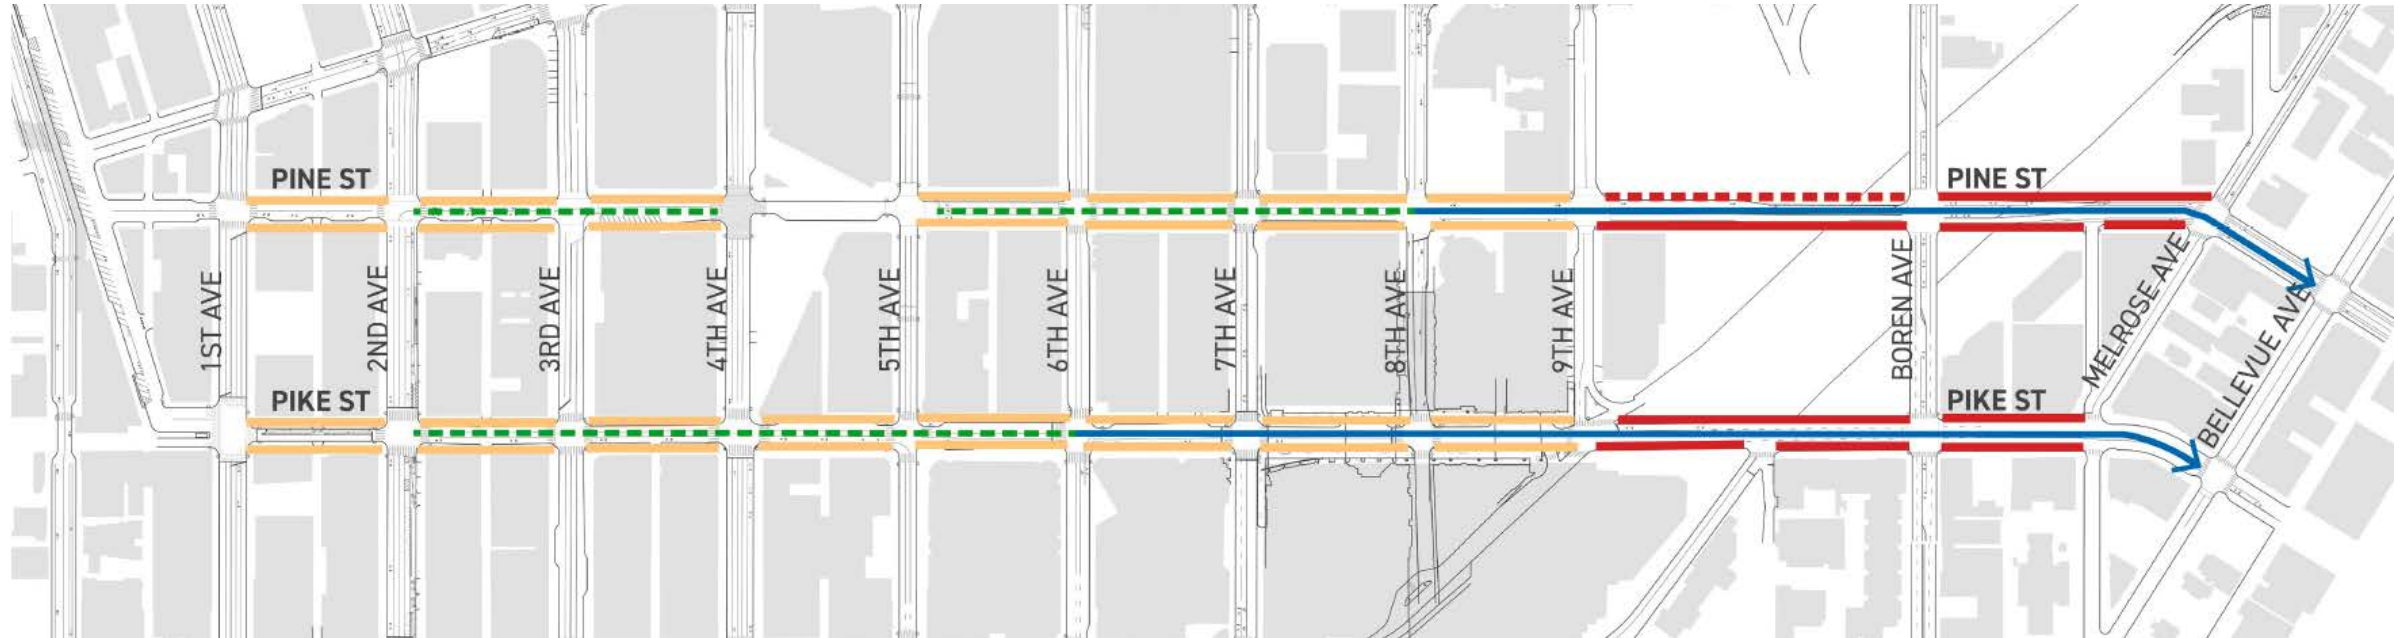 PINE ST
PINE ST
1ST AVE
2ND AVE
3RD AVE
4TH AVE
5TH AVE
6TH AVE
7TH AVE
8TH AVE
9TH AVE
BOREN AVE
MELROSE AVE
BELLEVUE AVE
PIKE ST
PIKE ST